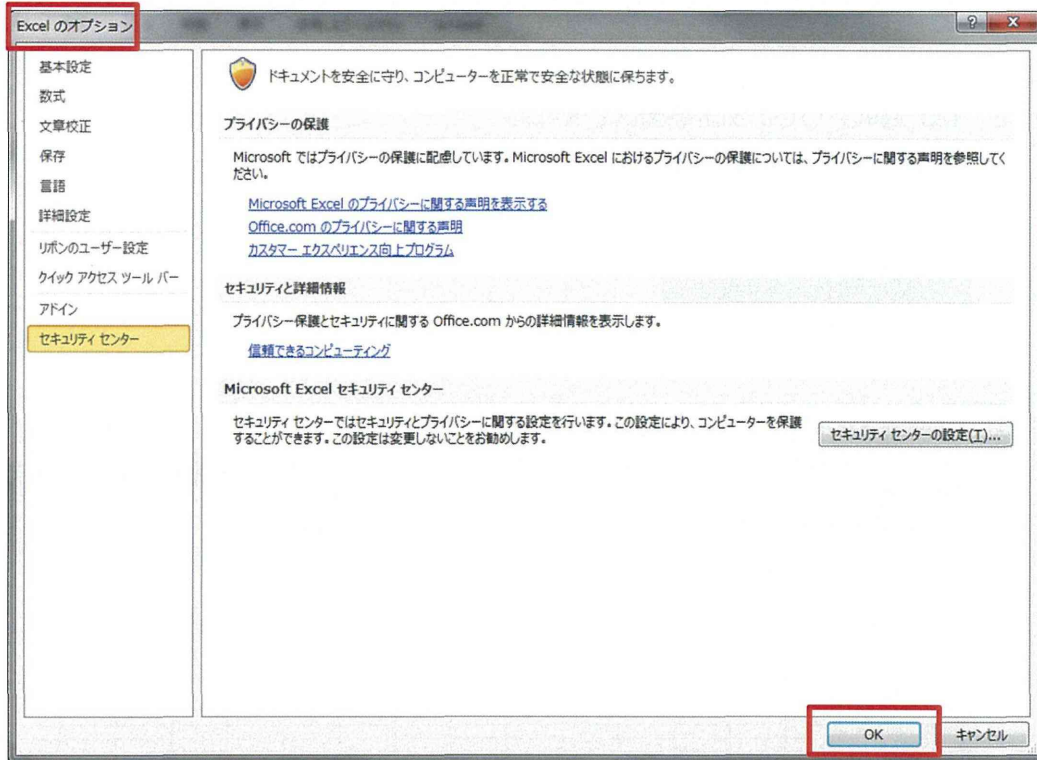 Excel のオプション
基本設定
数式
文章校正
保存
言語
詳細設定
リボンのユーザー設定
クイック アクセス ツール バー
アドイン
セキュリティ センター
ドキュメントを安全に守り、コンピューターを正常で安全な状態に保ちます。
プライバシーの保護
Microsoft ではプライバシーの保護に配慮しています。Microsoft Excel におけるプライバシーの保護については、プライバシーに関する声明を参照してく
ださい。
Microsoft Excel のプライバシーに関する声明を表示する
Office.com のプライバシーに関する声明
カスタマー エクスペリエンス向上プログラム
セキュリティと詳細情報
プライバシー保護とセキュリティに関する Office.com からの詳細情報を表示します。
信頼できるコンピューティング
Microsoft Excel セキュリティ センター
セキュリティ センターではセキュリティとプライバシーに関する設定を行います。この設定により、コンピューターを保護
することができます。この設定は変更しないことをお勧めします。
セキュリティ センターの設定(T)...
OK
キャンセル